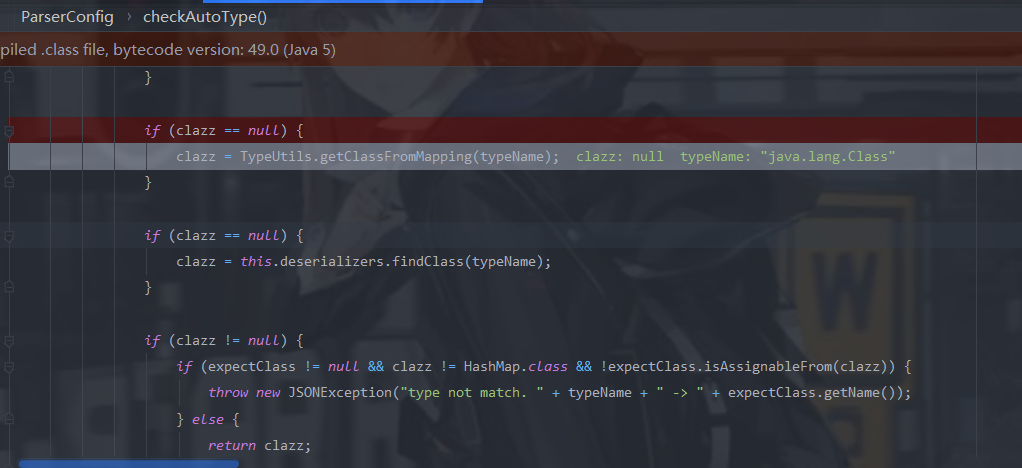 ParserConfig › checkAutoType()
piled .class file, bytecode version: 49.0 (Java 5)
}
if (clazz == null) {
clazz = TypeUtils.getClassFromMapping(typeName); clazz: null typeName: "java.lang.Class"
}
if (clazz == null) {
clazz = this.deserializers.findClass(typeName);
}
if (clazz != null) {
if (expectClass != null && clazz != HashMap.class && !expectClass.isAssignableFrom(clazz)) {
throw new JSONException("type not match. " + typeName + " -> " + expectClass.getName());
} else {
return clazz;
W